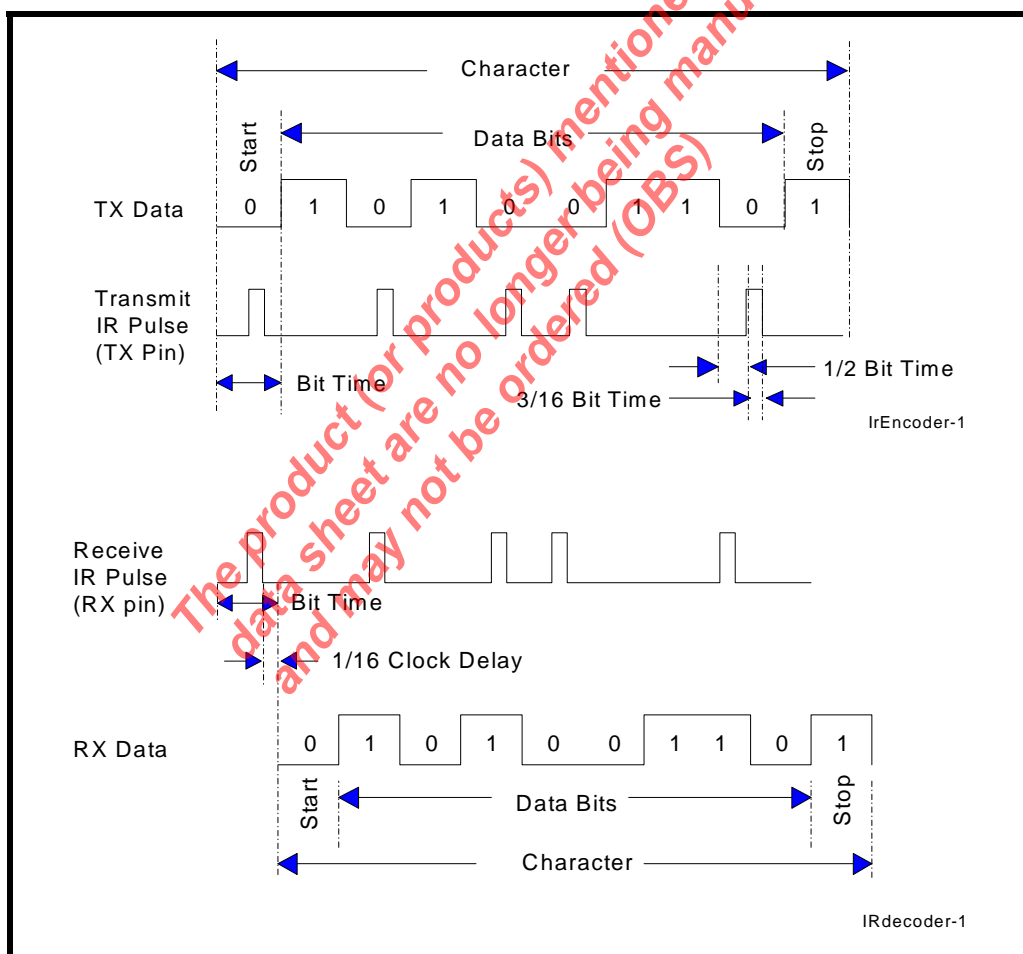 Character
Start
Data Bits
Stop
TX Data
0 1 0 1 0 0 1 1 0 1
Transmit
IR Pulse
(TX Pin)
Bit Time
1/2 Bit Time
3/16 Bit Time
IrEncoder-1
Receive
IR Pulse
(RX pin)
Bit Time
1/16 Clock Delay
RX Data
0 1 0 1 0 0 1 1 0 1
Start
Data Bits
Stop
Character
IRdecoder-1
The product (or products)
data sheet are no longer being
and may not be ordered (OBS)